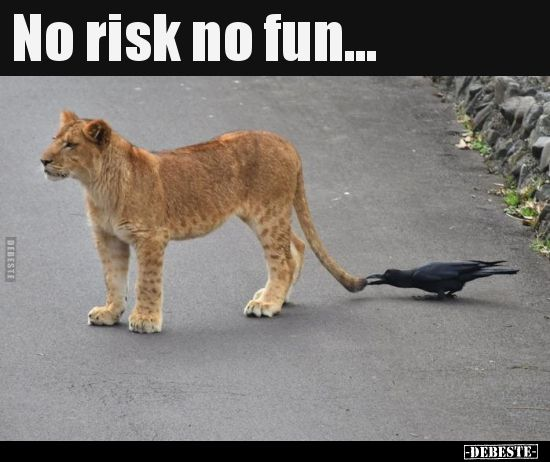 No risk no fun...
DEBESTE
-DEBESTE-